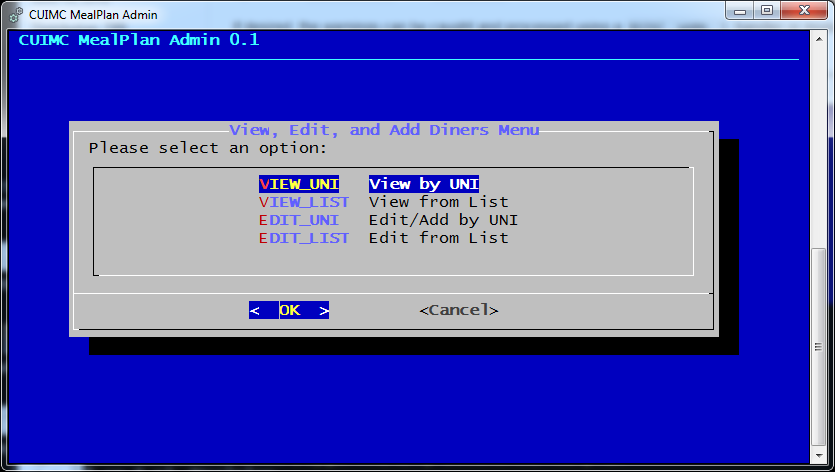 CUIMC MealPlan Admin
CUIMC MealPlan Admin 0.1
View, Edit, and Add Diners Menu
Please select an option:
VIEW_UNI View by UNI
VIEW_LIST View from List
EDIT_UNI Edit/Add by UNI
EDIT_LIST Edit from List
< OK > <Cancel>